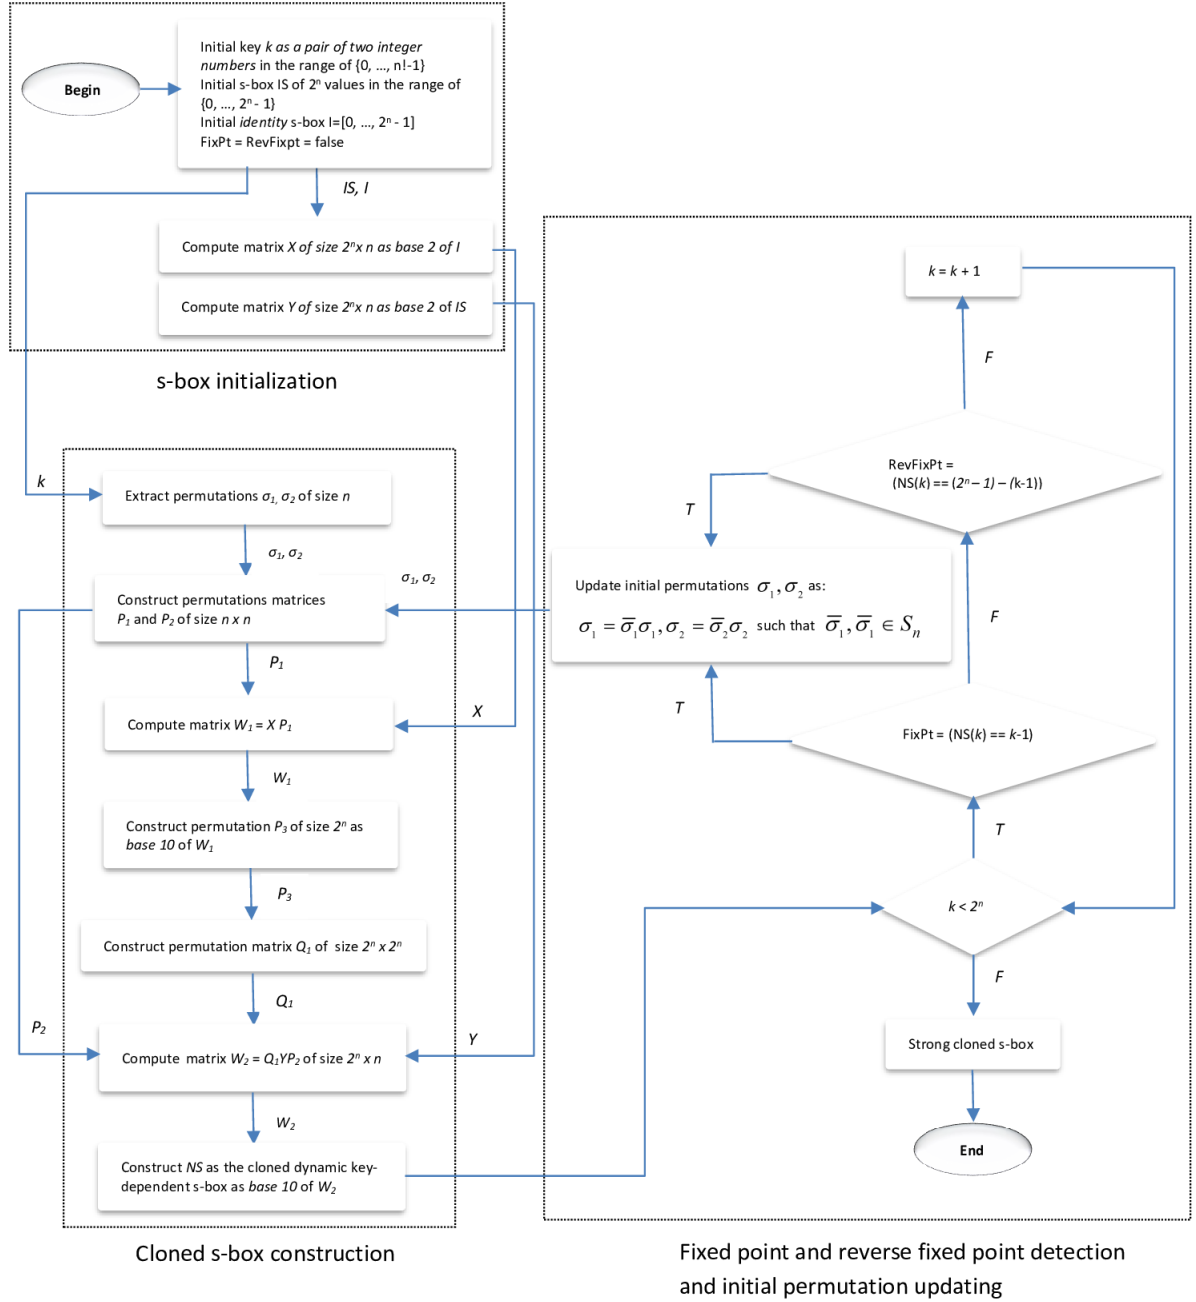 Begin
Initial key k as a pair of two integer
numbers in the range of {0, ..., n!-1}
Initial s-box IS of 2ⁿ values in the range of
{0, ..., 2ⁿ - 1}
Initial identity s-box I=[0, ..., 2ⁿ - 1]
FixPt = RevFixpt = false
IS, I
Compute matrix X of size 2ⁿx n as base 2 of I
Compute matrix Y of size 2ⁿx n as base 2 of IS
s-box initialization
k
Extract permutations σ₁, σ₂ of size n
σ₁, σ₂
σ₁, σ₂
Construct permutations matrices
P₁ and P₂ of size n x n
P₁
Compute matrix W₁ = X P₁
X
W₁
Construct permutation P₃ of size 2ⁿ as
base 10 of W₁
P₃
Construct permutation matrix Q₁ of size 2ⁿ x 2ⁿ
Q₁
P₂
Y
Compute matrix W₂ = Q₁YP₂ of size 2ⁿ x n
W₂
Construct NS as the cloned dynamic key-
dependent s-box as base 10 of W₂
Cloned s-box construction
k = k + 1
F
RevFixPt =
(NS(k) == (2ⁿ – 1) – (k-1))
T
Update initial permutations σ₁, σ₂ as:
σ₁ = σ̅₁σ₁, σ₂ = σ̅₂σ₂ such that σ̅₁, σ̅₁ ∈ Sₙ
F
T
FixPt = (NS(k) == k-1)
T
k < 2ⁿ
F
Strong cloned s-box
End
Fixed point and reverse fixed point detection
and initial permutation updating